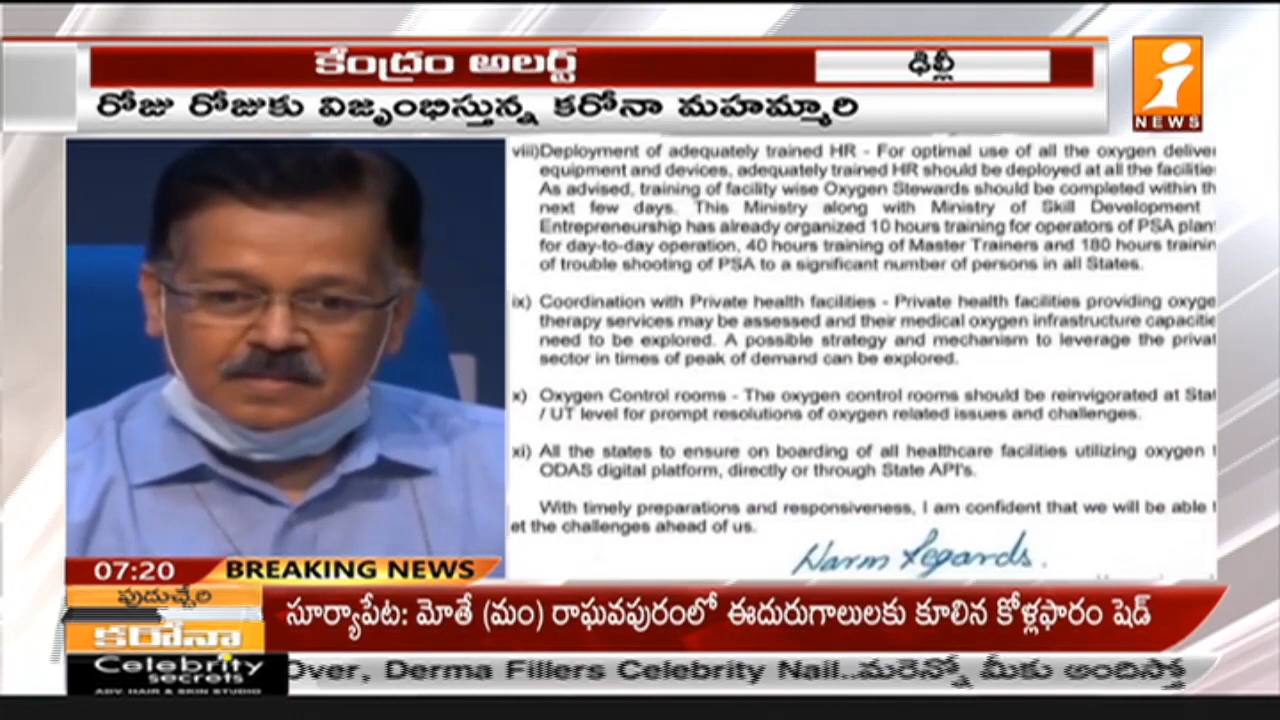 కేంద్రం అలర్ట్
ఢిల్లీ
రోజు రోజుకు విజృంభిస్తున్న కరోనా మహమ్మారి
i
NEWS
viii)Deployment of adequately trained HR - For optimal use of all the oxygen deliver
equipment and devices, adequately trained HR should be deployed at all the facilitie
As advised, training of facility wise Oxygen Stewards should be completed within th
next few days. This Ministry along with Ministry of Skill Development
Entrepreneurship has already organized 10 hours training for operators of PSA plant
for day-to-day operation, 40 hours training of Master Trainers and 180 hours trainin
of trouble shooting of PSA to a significant number of persons in all States.
ix) Coordination with Private health facilities - Private health facilities providing oxyge
therapy services may be assessed and their medical oxygen infrastructure capacitie
need to be explored. A possible strategy and mechanism to leverage the privat
sector in times of peak of demand can be explored.
x) Oxygen Control rooms - The oxygen control rooms should be reinvigorated at Stat
/ UT level for prompt resolutions of oxygen related issues and challenges.
xi) All the states to ensure on boarding of all healthcare facilities utilizing oxygen
ODAS digital platform, directly or through State API's.
With timely preparations and responsiveness, I am confident that we will be able
et the challenges ahead of us.
Warm regards.
07:20
BREAKING NEWS
పుదుచ్చేరి
కరోనా
సూర్యాపేట: మోతే (మం) రాఘవపురంలో ఈదురుగాలులకు కూలిన కోళ్లఫారం షెడ్
Celebrity
secrets
ADV. HAIR & SKIN STUDIO
Over, Derma Fillers Celebrity Nail..మరెన్నో మీకు అందిస్తా